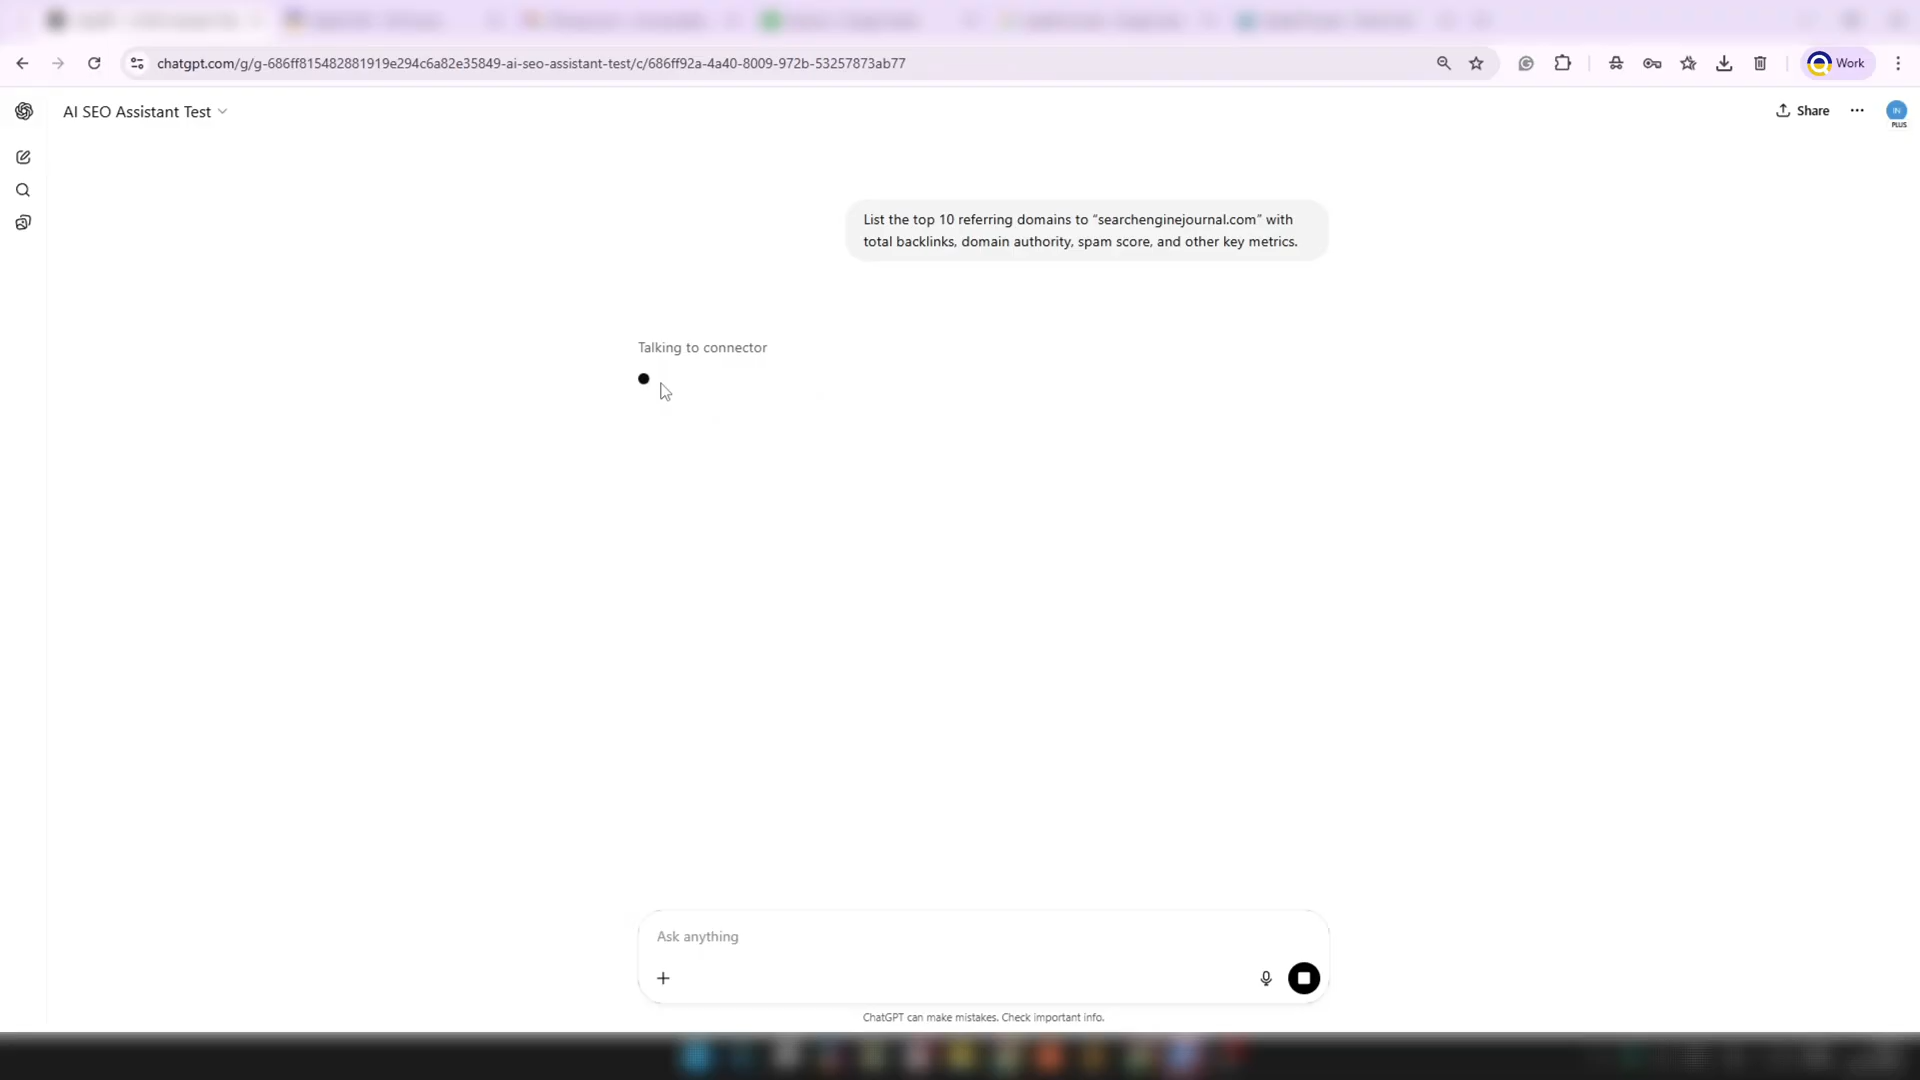 chatgpt.com/g/g-686ff815482881919e294c6a82e35849-ai-seo-assistant-test/c/686ff92a-4a40-8009-972b-53257873ab77
Work
AI SEO Assistant Test
Share
IN
PLUS
List the top 10 referring domains to “searchenginejournal.com” with
total backlinks, domain authority, spam score, and other key metrics.
Talking to connector
Ask anything
ChatGPT can make mistakes. Check important info.